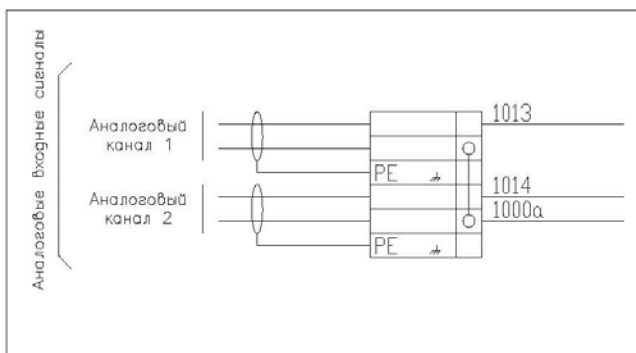 Аналоговые входные сигналы
Аналоговый
канал 1
1013
PE
Аналоговый
канал 2
1014
1000а
PE